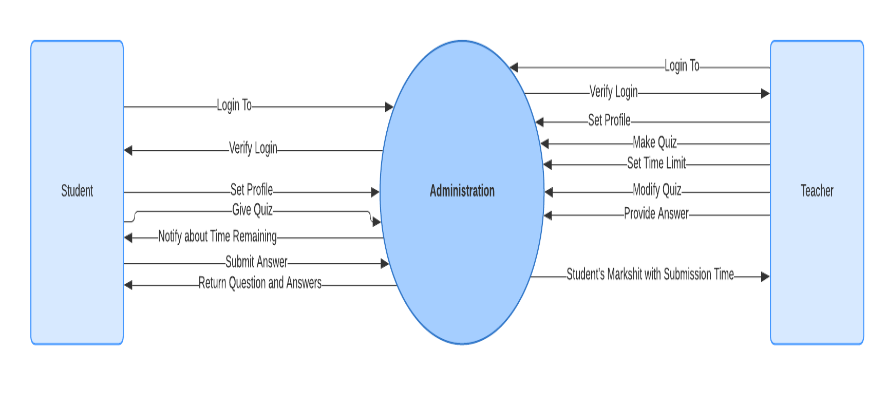 Login To
Verify Login
Set Profile
Make Quiz
Set Time Limit
Modify Quiz
Provide Answer
Student's Markshit with Submission Time
Login To
Verify Login
Set Profile
Give Quiz
Notify about Time Remaining
Submit Answer
Return Question and Answers
Student
Administration
Teacher